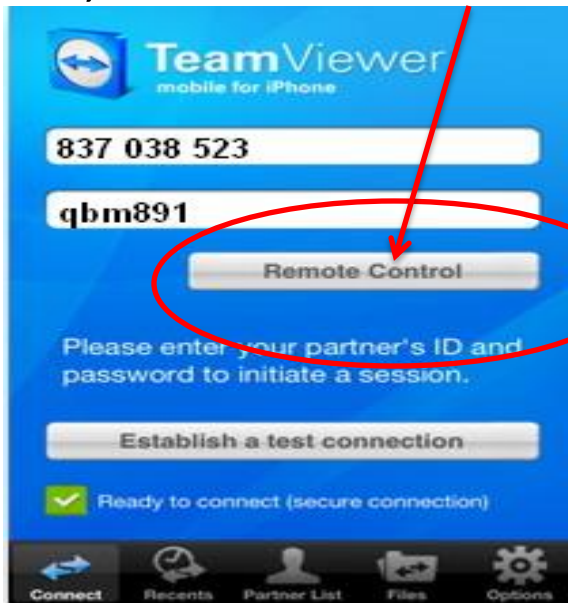 TeamViewer
mobile for iPhone
837 038 523
qbm891
Remote Control
Please enter your partner's ID and
password to initiate a session.
Establish a test connection
Ready to connect (secure connection)
Connect Recents Partner List Files Options